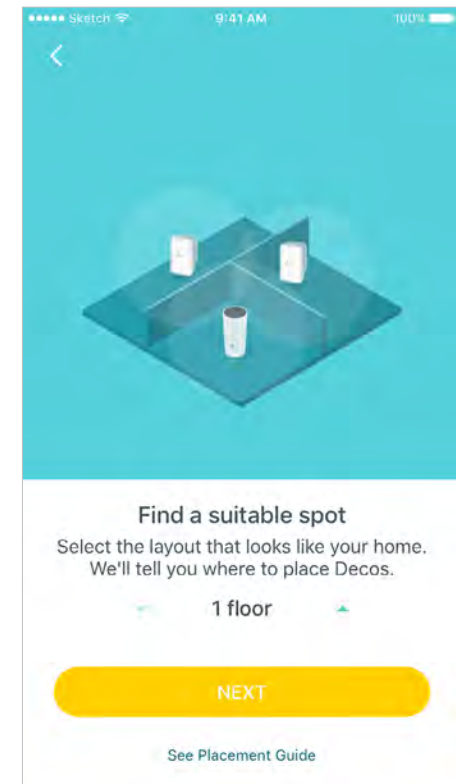 Sketch 9:41 AM 100%
Find a suitable spot
Select the layout that looks like your home.
We'll tell you where to place Decos.
1 floor
NEXT
See Placement Guide